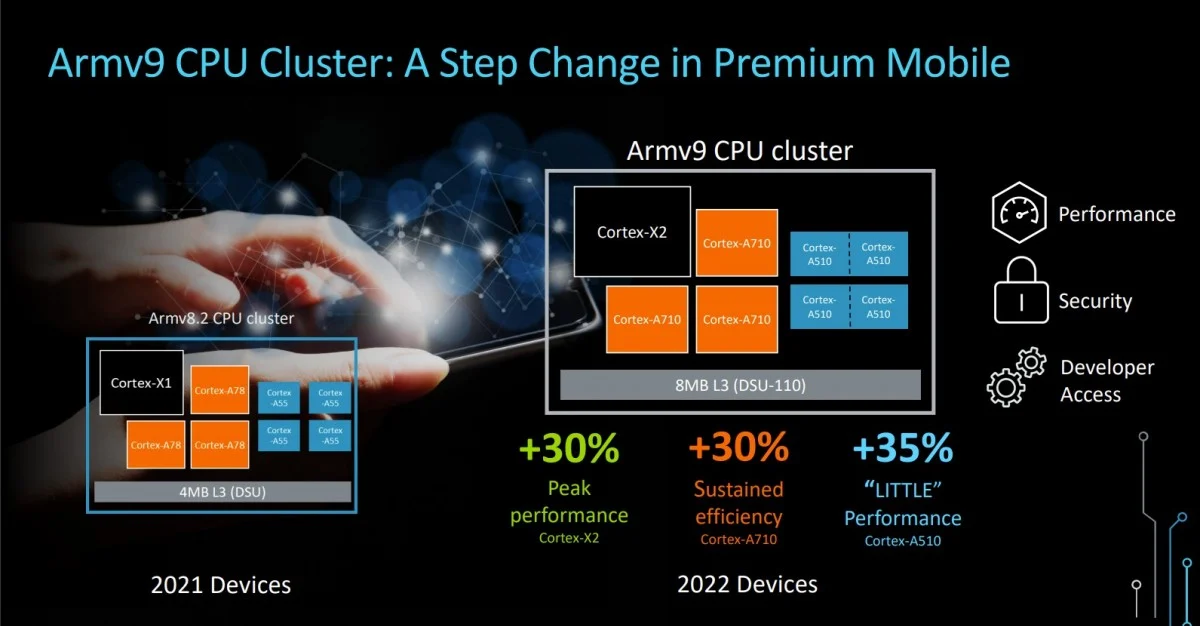 Armv9 CPU Cluster: A Step Change in Premium Mobile
Armv8.2 CPU cluster
Cortex-X1
Cortex-A78
Cortex
-A55
Cortex
-A55
Cortex-A78
Cortex-A78
Cortex
-A55
Cortex
-A55
4MB L3 (DSU)
2021 Devices
Armv9 CPU cluster
Cortex-X2
Cortex-A710
Cortex-
A510
Cortex-
A510
Cortex-A710
Cortex-A710
Cortex-
A510
Cortex-
A510
8MB L3 (DSU-110)
+30%
Peak
performance
Cortex-X2
+30%
Sustained
efficiency
Cortex-A710
+35%
“LITTLE”
Performance
Cortex-A510
2022 Devices
Performance
Security
Developer
Access